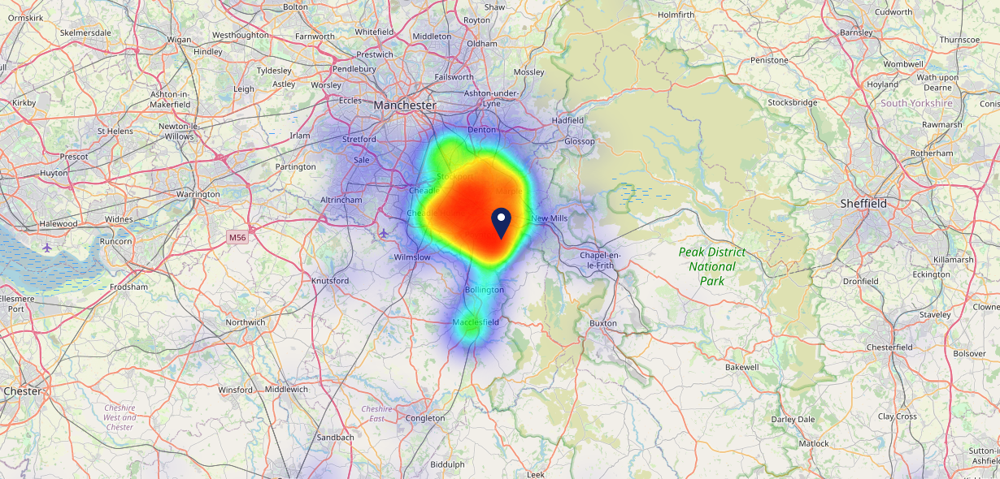 Ormskirk
Bolton
Shaw
Holmfirth
Cudworth
Skelmersdale
Wigan
Westhoughton
Farnworth
Whitefield
Middleton
Royton
Oldham
Barnsley
Thurnscoe
Hindley
Prestwich
Pendlebury
Penistone
Wombwell
Tyldesley
Astley
Worsley
Failsworth
Mossley
Hoyland
Wath upon
Dearne
Leigh
Ashton-in-
Makerfield
Eccles
Manchester
Ashton-under-
Lyne
Stocksbridge
South Yorkshire
Kirkby
St Helens
Newton-le-
Willows
Irlam
Stretford
Denton
Hadfield
Glossop
Rawmarsh
Prescot
Partington
Sale
Rotherham
Huyton
Warrington
Altrincham
Stockport
Cheadle
Marple
Sheffield
Halewood
Widnes
New Mills
Runcorn
M56
Wilmslow
Chapel-en-
le-Frith
Peak District
National
Park
Killamarsh
Eckington
Frodsham
Knutsford
Bollington
Dronfield
Ellesmere
Port
Northwich
Macclesfield
Buxton
Staveley
Clowne
Chesterfield
Bolsover
Bakewell
Chester
Winsford
Middlewich
Cheshire
West and
Chester
Cheshire
East
Congleton
Darley Dale
Clay Cross
Sandbach
Matlock
Biddulph
Leek
Sutton-in-
Ashfield